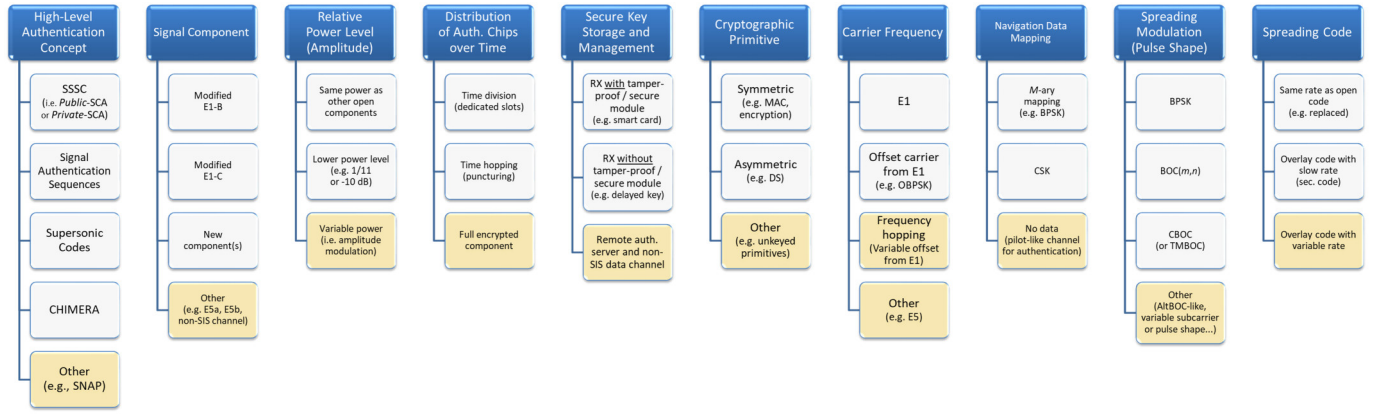 High-Level
Authentication
Concept
SSSC
(i.e. Public-SCA
or Private-SCA)
Signal
Authentication
Sequences
Supersonic
Codes
CHIMERA
Other
(e.g., SNAP)
Signal Component
Modified
E1-B
Modified
E1-C
New
component(s)
Other
(e.g. E5a, E5b,
non-SIS channel)
Relative
Power Level
(Amplitude)
Same power as
other open
components
Lower power level
(e.g. 1/11
or -10 dB)
Variable power
(i.e. amplitude
modulation)
Distribution
of Auth. Chips
over Time
Time division
(dedicated slots)
Time hopping
(puncturing)
Full encrypted
component
Secure Key
Storage and
Management
RX with tamper-
proof / secure
module
(e.g. smart card)
RX without
tamper-proof /
secure module
(e.g. delayed key)
Remote auth.
server and non-
SIS data channel
Cryptographic
Primitive
Symmetric
(e.g. MAC,
encryption)
Asymmetric
(e.g. DS)
Other
(e.g. unkeyed
primitives)
Carrier Frequency
E1
Offset carrier
from E1
(e.g. OBPSK)
Frequency
hopping
(Variable offset
from E1)
Other
(e.g. E5)
Navigation Data
Mapping
M-ary
mapping
(e.g. BPSK)
CSK
No data
(pilot-like channel
for authentication)
Spreading
Modulation
(Pulse Shape)
BPSK
BOC(m,n)
CBOC
(or TMBOC)
Other
(AltBOC-like,
variable subcarrier
or pulse shape...)
Spreading Code
Same rate as open
code
(e.g. replaced)
Overlay code with
slow rate
(sec. code)
Overlay code with
variable rate